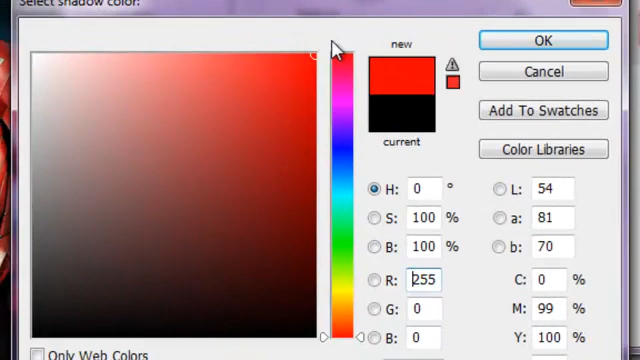 Select shadow color:
new
OK
Cancel
Add To Swatches
current
Color Libraries
H: 0 °
L: 54
S: 100 %
a: 81
B: 100 %
b: 70
R: 255
C: 0 %
G: 0
M: 99 %
B: 0
Y: 100 %
Only Web Colors